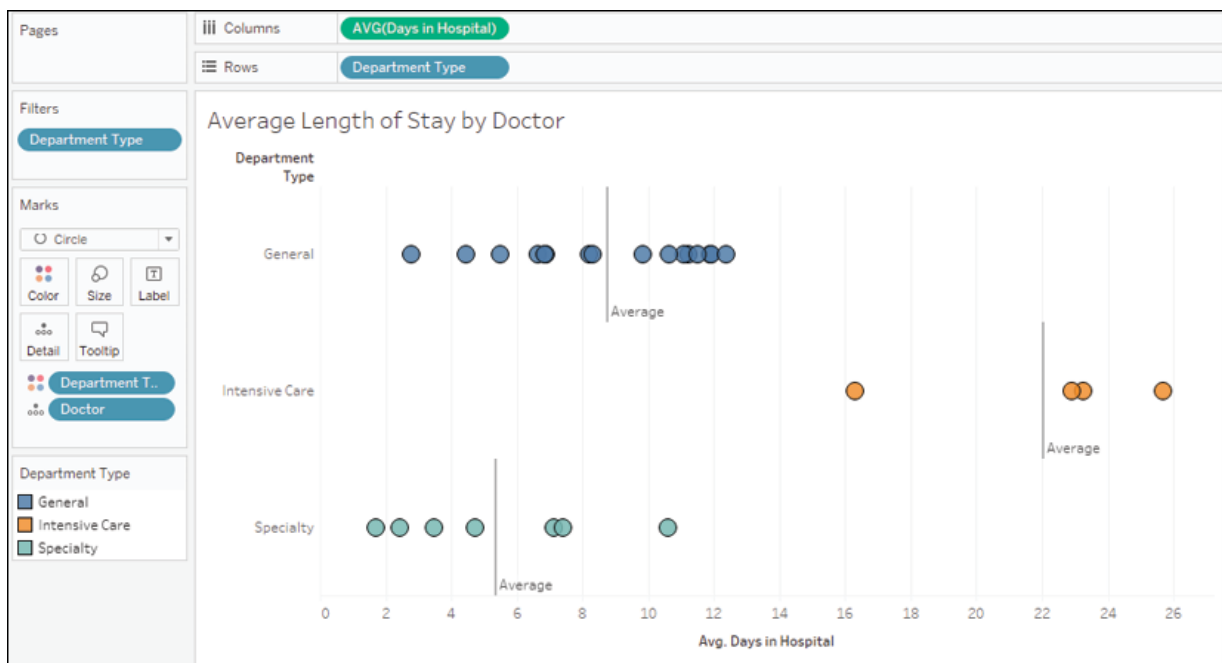 Pages
Columns
AVG(Days in Hospital)
Rows
Department Type
Filters
Department Type
Marks
Circle
Color
Size
T
Label
Detail
Tooltip
Department T..
Doctor
Department Type
General
Intensive Care
Specialty
Average Length of Stay by Doctor
Department
Type
General
Average
Intensive Care
Average
Specialty
Average
0 2 4 6 8 10 12 14 16 18 20 22 24 26
Avg. Days in Hospital